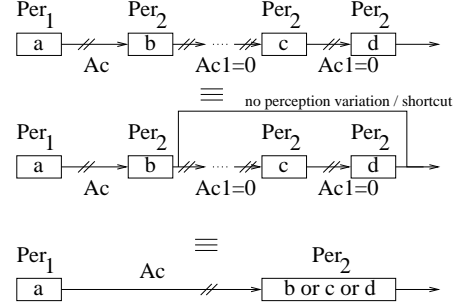 Per1 Per2 Per2 Per2
a b c d
Ac Ac1=0 Ac1=0
no perception variation / shortcut
Per1 Per2 Per2 Per2
a b c d
Ac Ac1=0 Ac1=0
Per1 Per2
Ac
a b or c or d